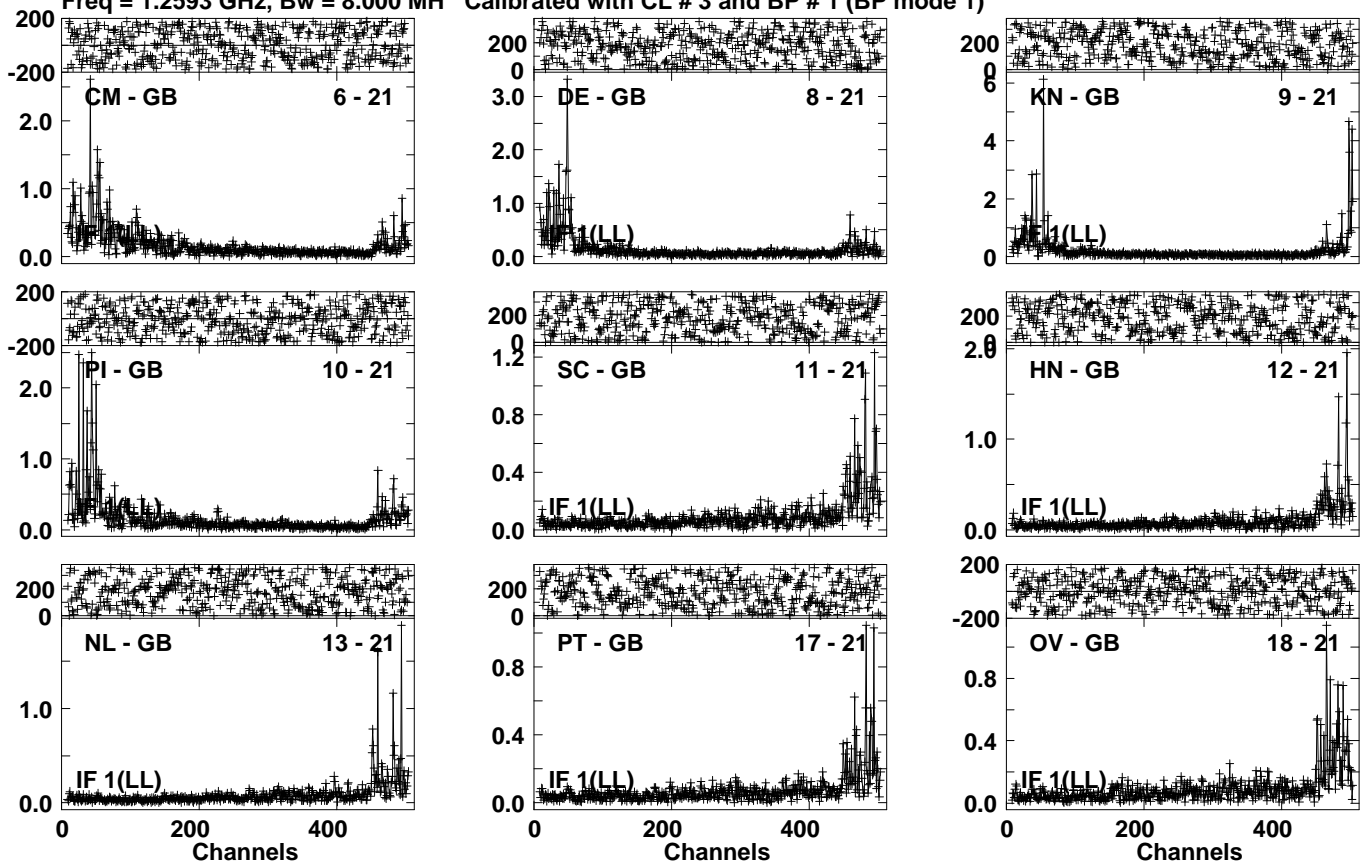 Freq = 1.2593 GHz, Bw = 8.000 MH Calibrated with CL # 3 and BP # 1 (BP mode 1)
200
-200
CM - GB 6 - 21
2.0
1.0
0.0
IF 1(LL)
200
0
DE - GB 8 - 21
3.0
2.0
1.0
0.0
IF 1(LL)
200
0
KN - GB 9 - 21
6
4
2
0
IF 1(LL)
200
-200
PI - GB 10 - 21
2.0
1.0
0.0
IF 1(LL)
200
0
SC - GB 11 - 21
1.2
0.8
0.4
0.0
IF 1(LL)
200
0
HN - GB 12 - 21
2.0
1.0
0.0
IF 1(LL)
200
0
NL - GB 13 - 21
1.0
0.0
IF 1(LL)
0 200 400
Channels
200
0
PT - GB 17 - 21
0.8
0.4
0.0
IF 1(LL)
0 200 400
Channels
200
-200
OV - GB 18 - 21
0.8
0.4
0.0
IF 1(LL)
0 200 400
Channels